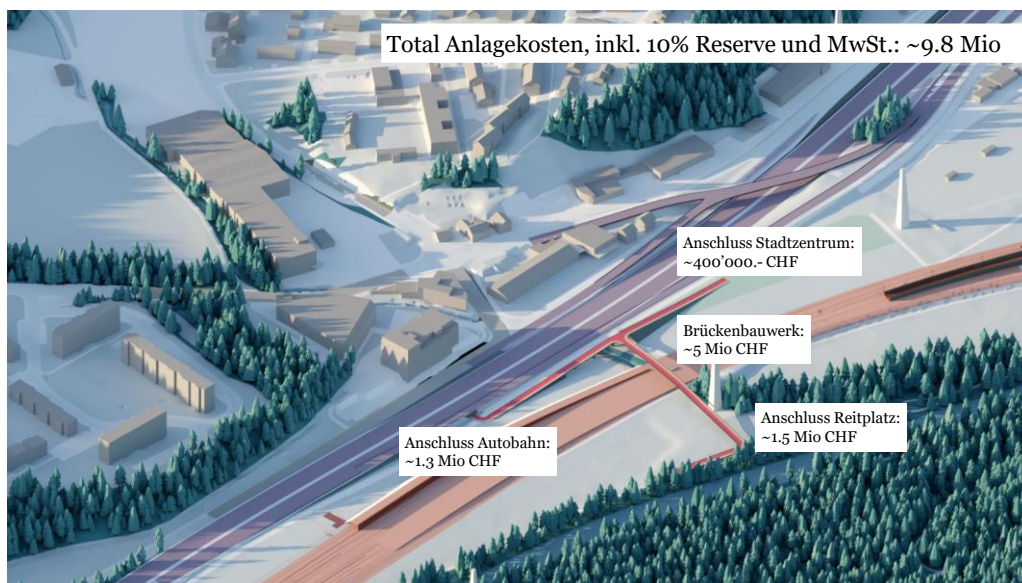 Total Anlagekosten, inkl. 10% Reserve und MwSt.: ~9.8 Mio
Anschluss Stadtzentrum:
~400’000.- CHF
Brückenbauwerk:
~5 Mio CHF
Anschluss Reitplatz:
~1.5 Mio CHF
Anschluss Autobahn:
~1.3 Mio CHF